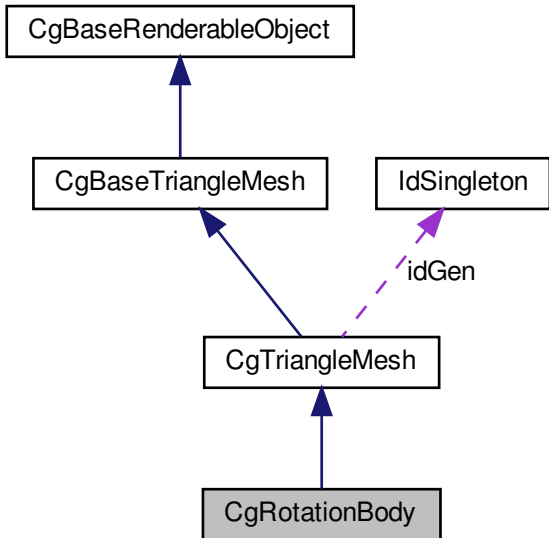 CgBaseRenderableObject
CgBaseTriangleMesh
IdSingleton
idGen
CgTriangleMesh
CgRotationBody